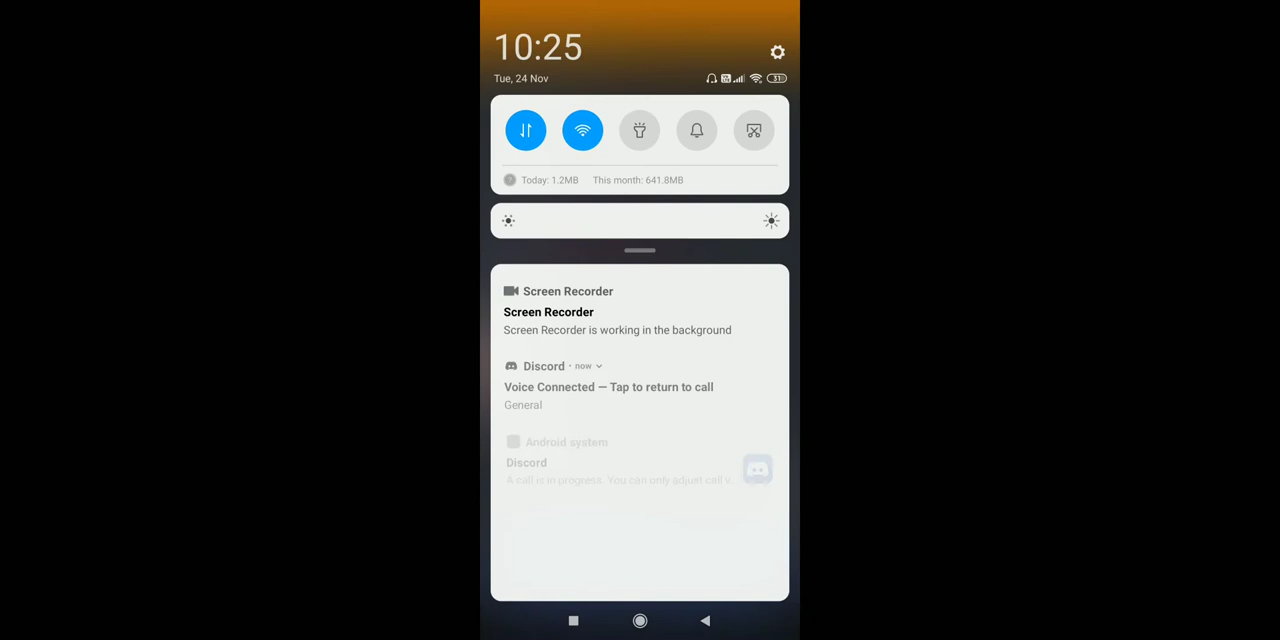 10:25
Tue, 24 Nov
31
Today: 1.2MB This month: 641.8MB
Screen Recorder
Screen Recorder
Screen Recorder is working in the background
Discord · now
Voice Connected — Tap to return to call
General
Android system
Discord
A call is in progress. You can only adjust call v...